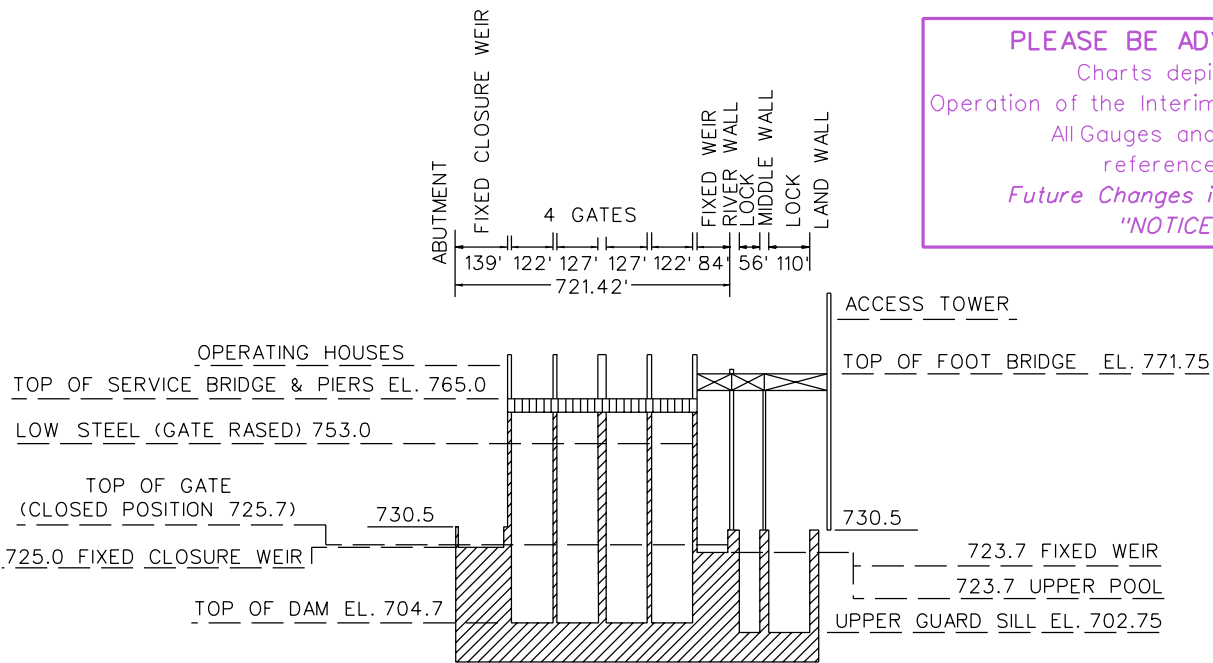 PLEASE BE AD
Charts depi
Operation of the Interim
All Gauges and
reference
Future Changes i
"NOTICE
ABUTMENT
FIXED CLOSURE WEIR
4 GATES
FIXED WEIR
RIVER WALL
LOCK
MIDDLE WALL
LOCK
LAND WALL
139' 122' 127' 127' 122' 84' 56' 110'
721.42'
ACCESS TOWER
OPERATING HOUSES
TOP OF FOOT BRIDGE EL. 771.75
TOP OF SERVICE BRIDGE & PIERS EL. 765.0
LOW STEEL (GATE RASED) 753.0
TOP OF GATE
(CLOSED POSITION 725.7)
730.5
730.5
725.0 FIXED CLOSURE WEIR
723.7 FIXED WEIR
723.7 UPPER POOL
TOP OF DAM EL. 704.7
UPPER GUARD SILL EL. 702.75